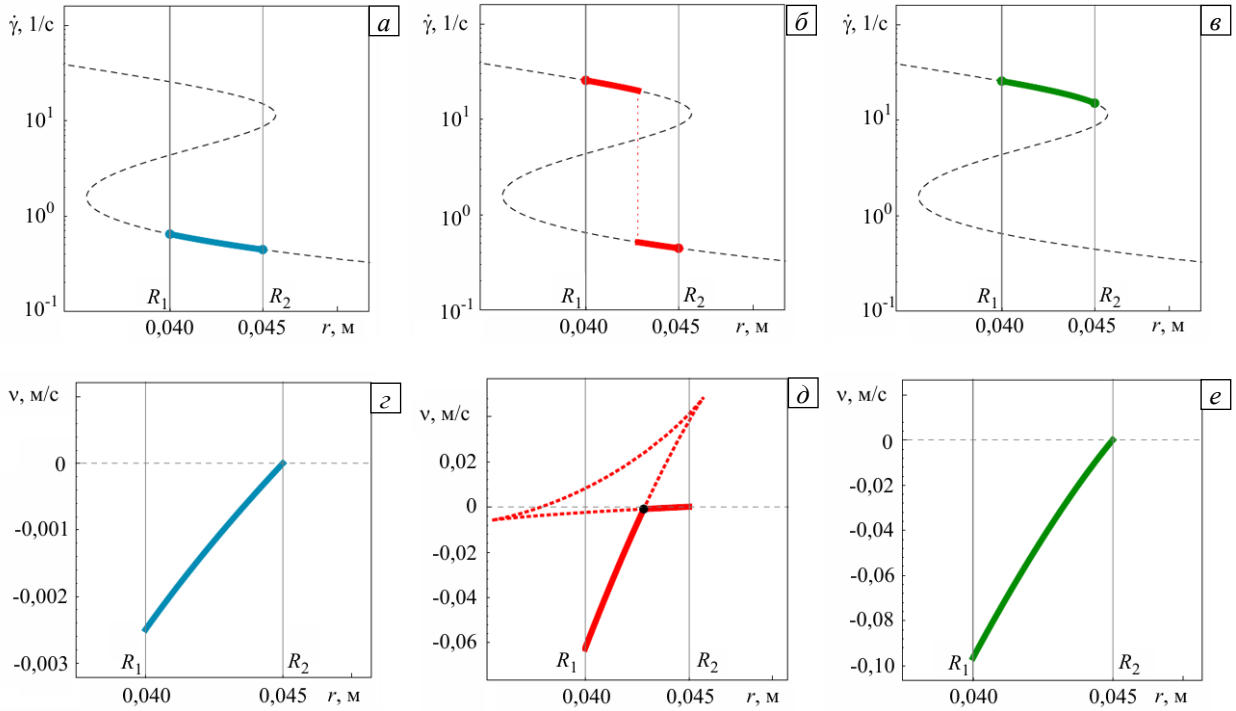 γ̇, 1/c
а
10²
10¹
10⁰
10⁻¹
R₁
R₂
0,040
0,045
r, м
γ̇, 1/c
б
10²
10¹
10⁰
10⁻¹
R₁
R₂
0,040
0,045
r, м
γ̇, 1/c
в
10²
10¹
10⁰
10⁻¹
R₁
R₂
0,040
0,045
r, м
ν, м/с
г
0
-0,001
-0,002
-0,003
R₁
R₂
0,040
0,045
r, м
ν, м/с
д
0,02
0
-0,02
-0,04
-0,06
R₁
R₂
0,040
0,045
r, м
ν, м/с
е
0
-0,02
-0,04
-0,06
-0,08
-0,10
R₁
R₂
0,040
0,045
r, м